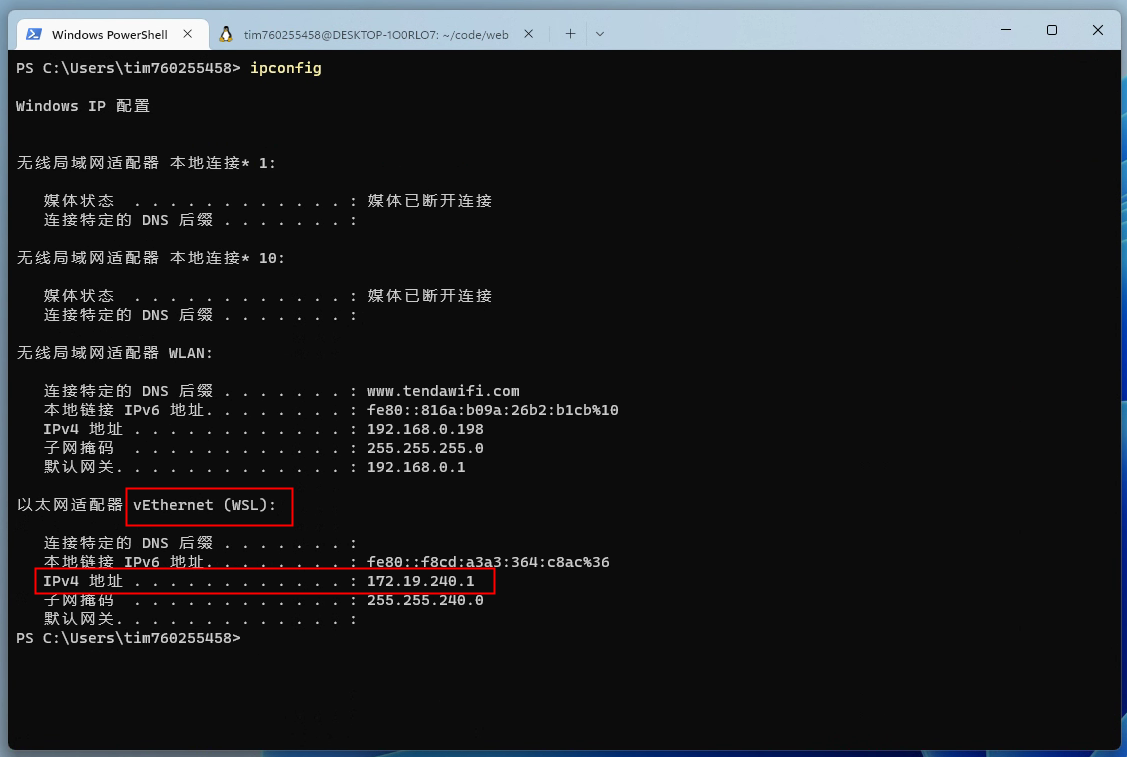 Windows PowerShell
tim760255458@DESKTOP-1O0RLO7: ~/code/web
PS C:\Users\tim760255458> ipconfig
Windows IP 配置
无线局域网适配器 本地连接* 1:
媒体状态 . . . . . . . . . . . . : 媒体已断开连接
连接特定的 DNS 后缀 . . . . . . . :
无线局域网适配器 本地连接* 10:
媒体状态 . . . . . . . . . . . . : 媒体已断开连接
连接特定的 DNS 后缀 . . . . . . . :
无线局域网适配器 WLAN:
连接特定的 DNS 后缀 . . . . . . . : www.tendawifi.com
本地链接 IPv6 地址. . . . . . . . : fe80::816a:b09a:26b2:b1cb%10
IPv4 地址 . . . . . . . . . . . . : 192.168.0.198
子网掩码 . . . . . . . . . . . . : 255.255.255.0
默认网关. . . . . . . . . . . . . : 192.168.0.1
以太网适配器 vEthernet (WSL):
连接特定的 DNS 后缀 . . . . . . . :
本地链接 IPv6 地址. . . . . . . . : fe80::f8cd:a3a3:364:c8ac%36
IPv4 地址 . . . . . . . . . . . . : 172.19.240.1
子网掩码 . . . . . . . . . . . . : 255.255.240.0
默认网关. . . . . . . . . . . . . :
PS C:\Users\tim760255458>